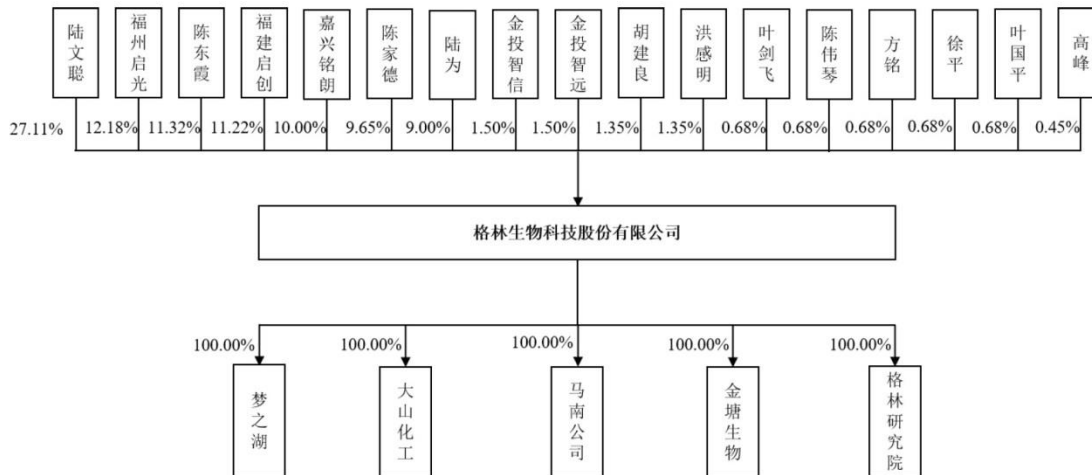 陆文聪
福州启光
陈东霞
福建启创
嘉兴铭朗
陈家德
陆为
金投智信
金投智远
胡建良
洪感明
叶剑飞
陈伟琴
方铭
徐平
叶国平
高峰
27.11%
12.18%
11.32%
11.22%
10.00%
9.65%
9.00%
1.50%
1.50%
1.35%
1.35%
0.68%
0.68%
0.68%
0.68%
0.68%
0.45%
格林生物科技股份有限公司
100.00%
100.00%
100.00%
100.00%
100.00%
梦之湖
大山化工
马南公司
金塘生物
格林研究院